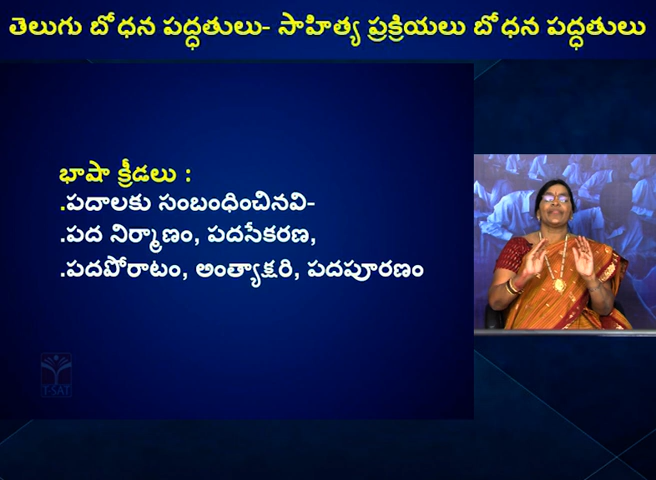 తెలుగు బోధన పద్ధతులు- సాహిత్య ప్రక్రియలు బోధన పద్ధతులు
భాషా క్రీడలు :
.పదాలకు సంబంధించినవి-
.పద నిర్మాణం, పదసేకరణ,
.పదపోరాటం, అంత్యాక్షరి, పదపూరణం
T-SAT